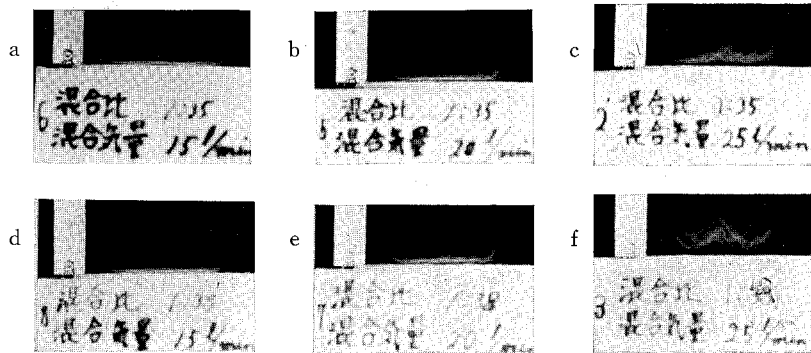 a
6 混合比 1:35
混合気量 15 l/min
b
5 混合比 1:35
混合気量 20 l/min
c
2 混合比 1:35
混合気量 25 l/min
d
8 混合比
混合気量 15 l/min
e
7 混合比
混合気量 20 l/min
f
3 混合比
混合気量 25 l/min